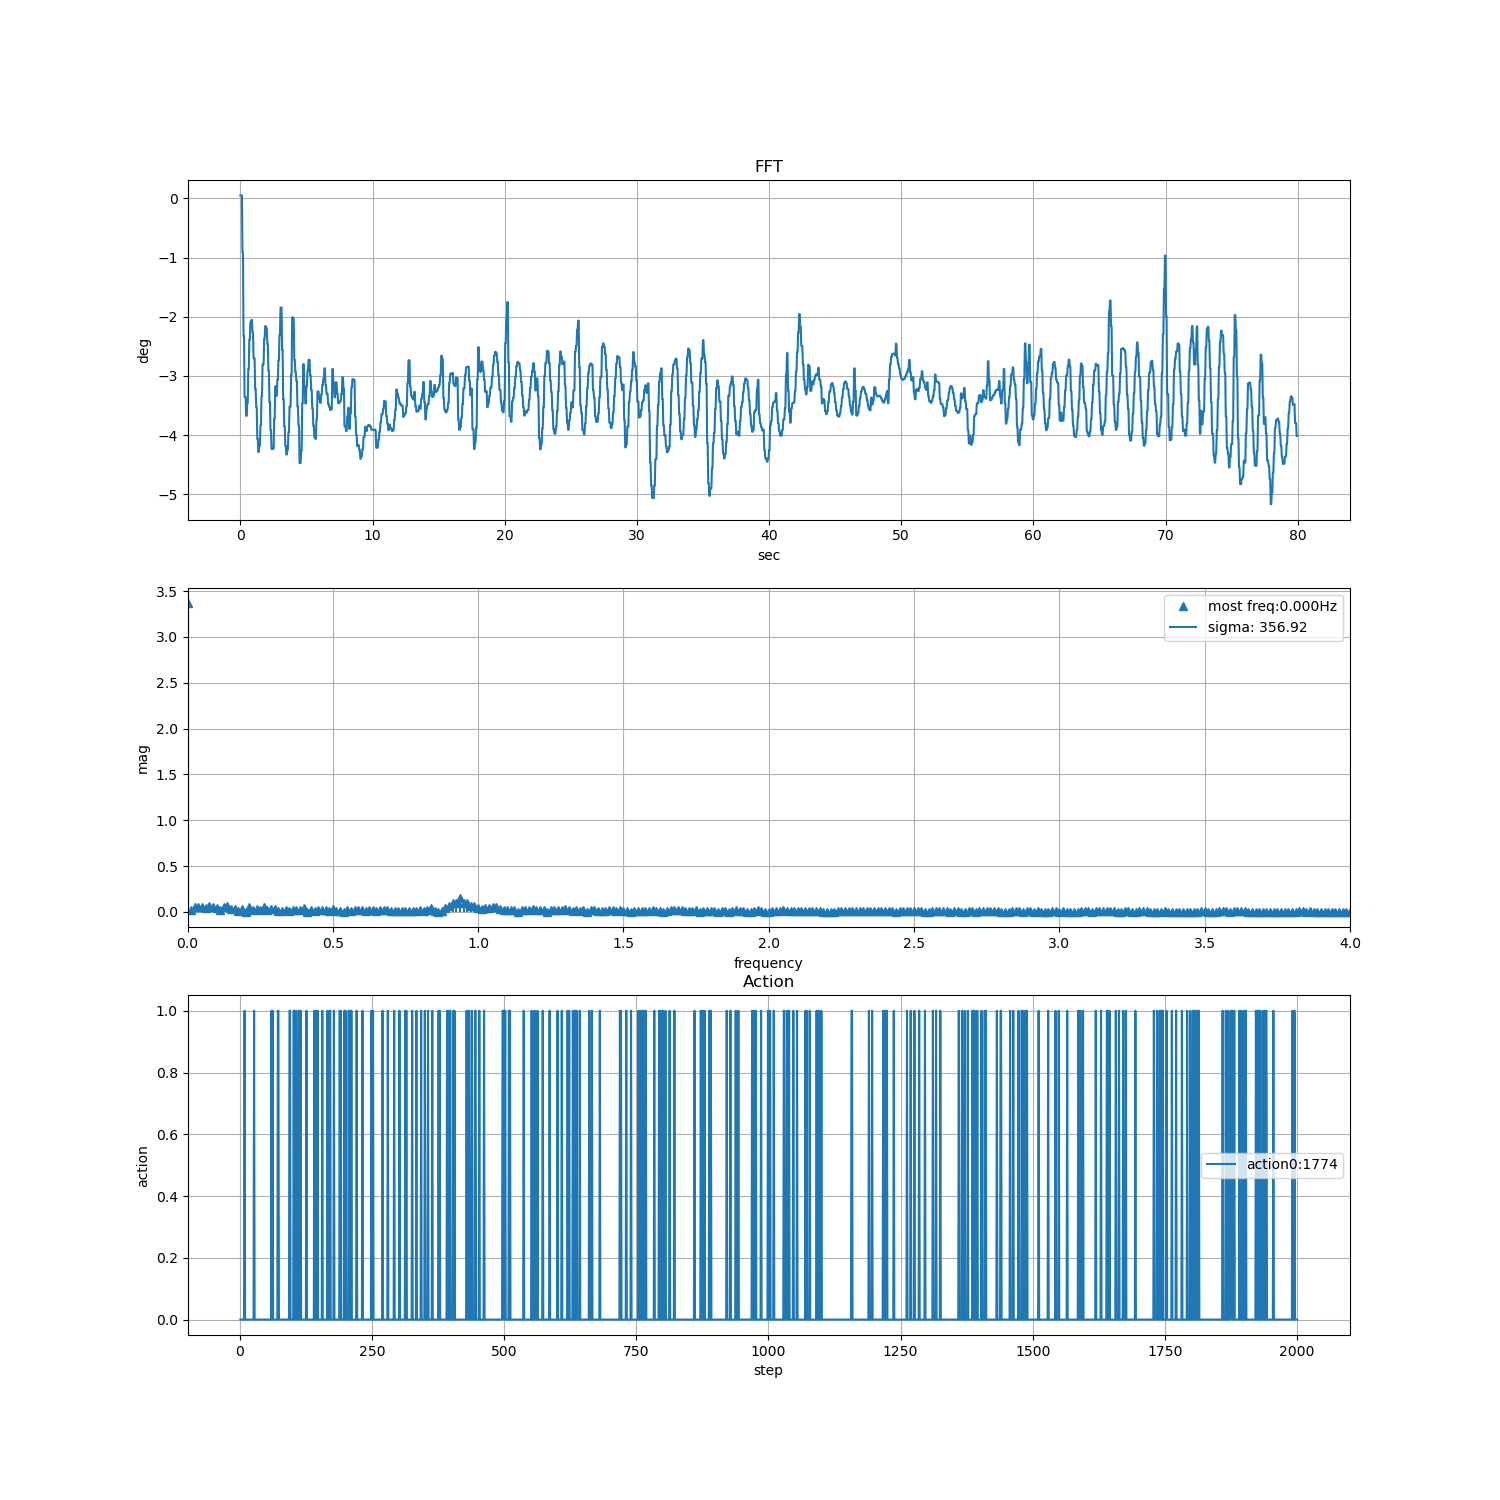 FFT
0
−1
−2
−3
−4
−5
deg
0 10 20 30 40 50 60 70 80
sec
3.5
3.0
2.5
2.0
1.5
1.0
0.5
0.0
mag
most freq:0.000Hz
sigma: 356.92
0.0 0.5 1.0 1.5 2.0 2.5 3.0 3.5 4.0
frequency
Action
1.0
0.8
0.6
0.4
0.2
0.0
action
action0:1774
0 250 500 750 1000 1250 1500 1750 2000
step